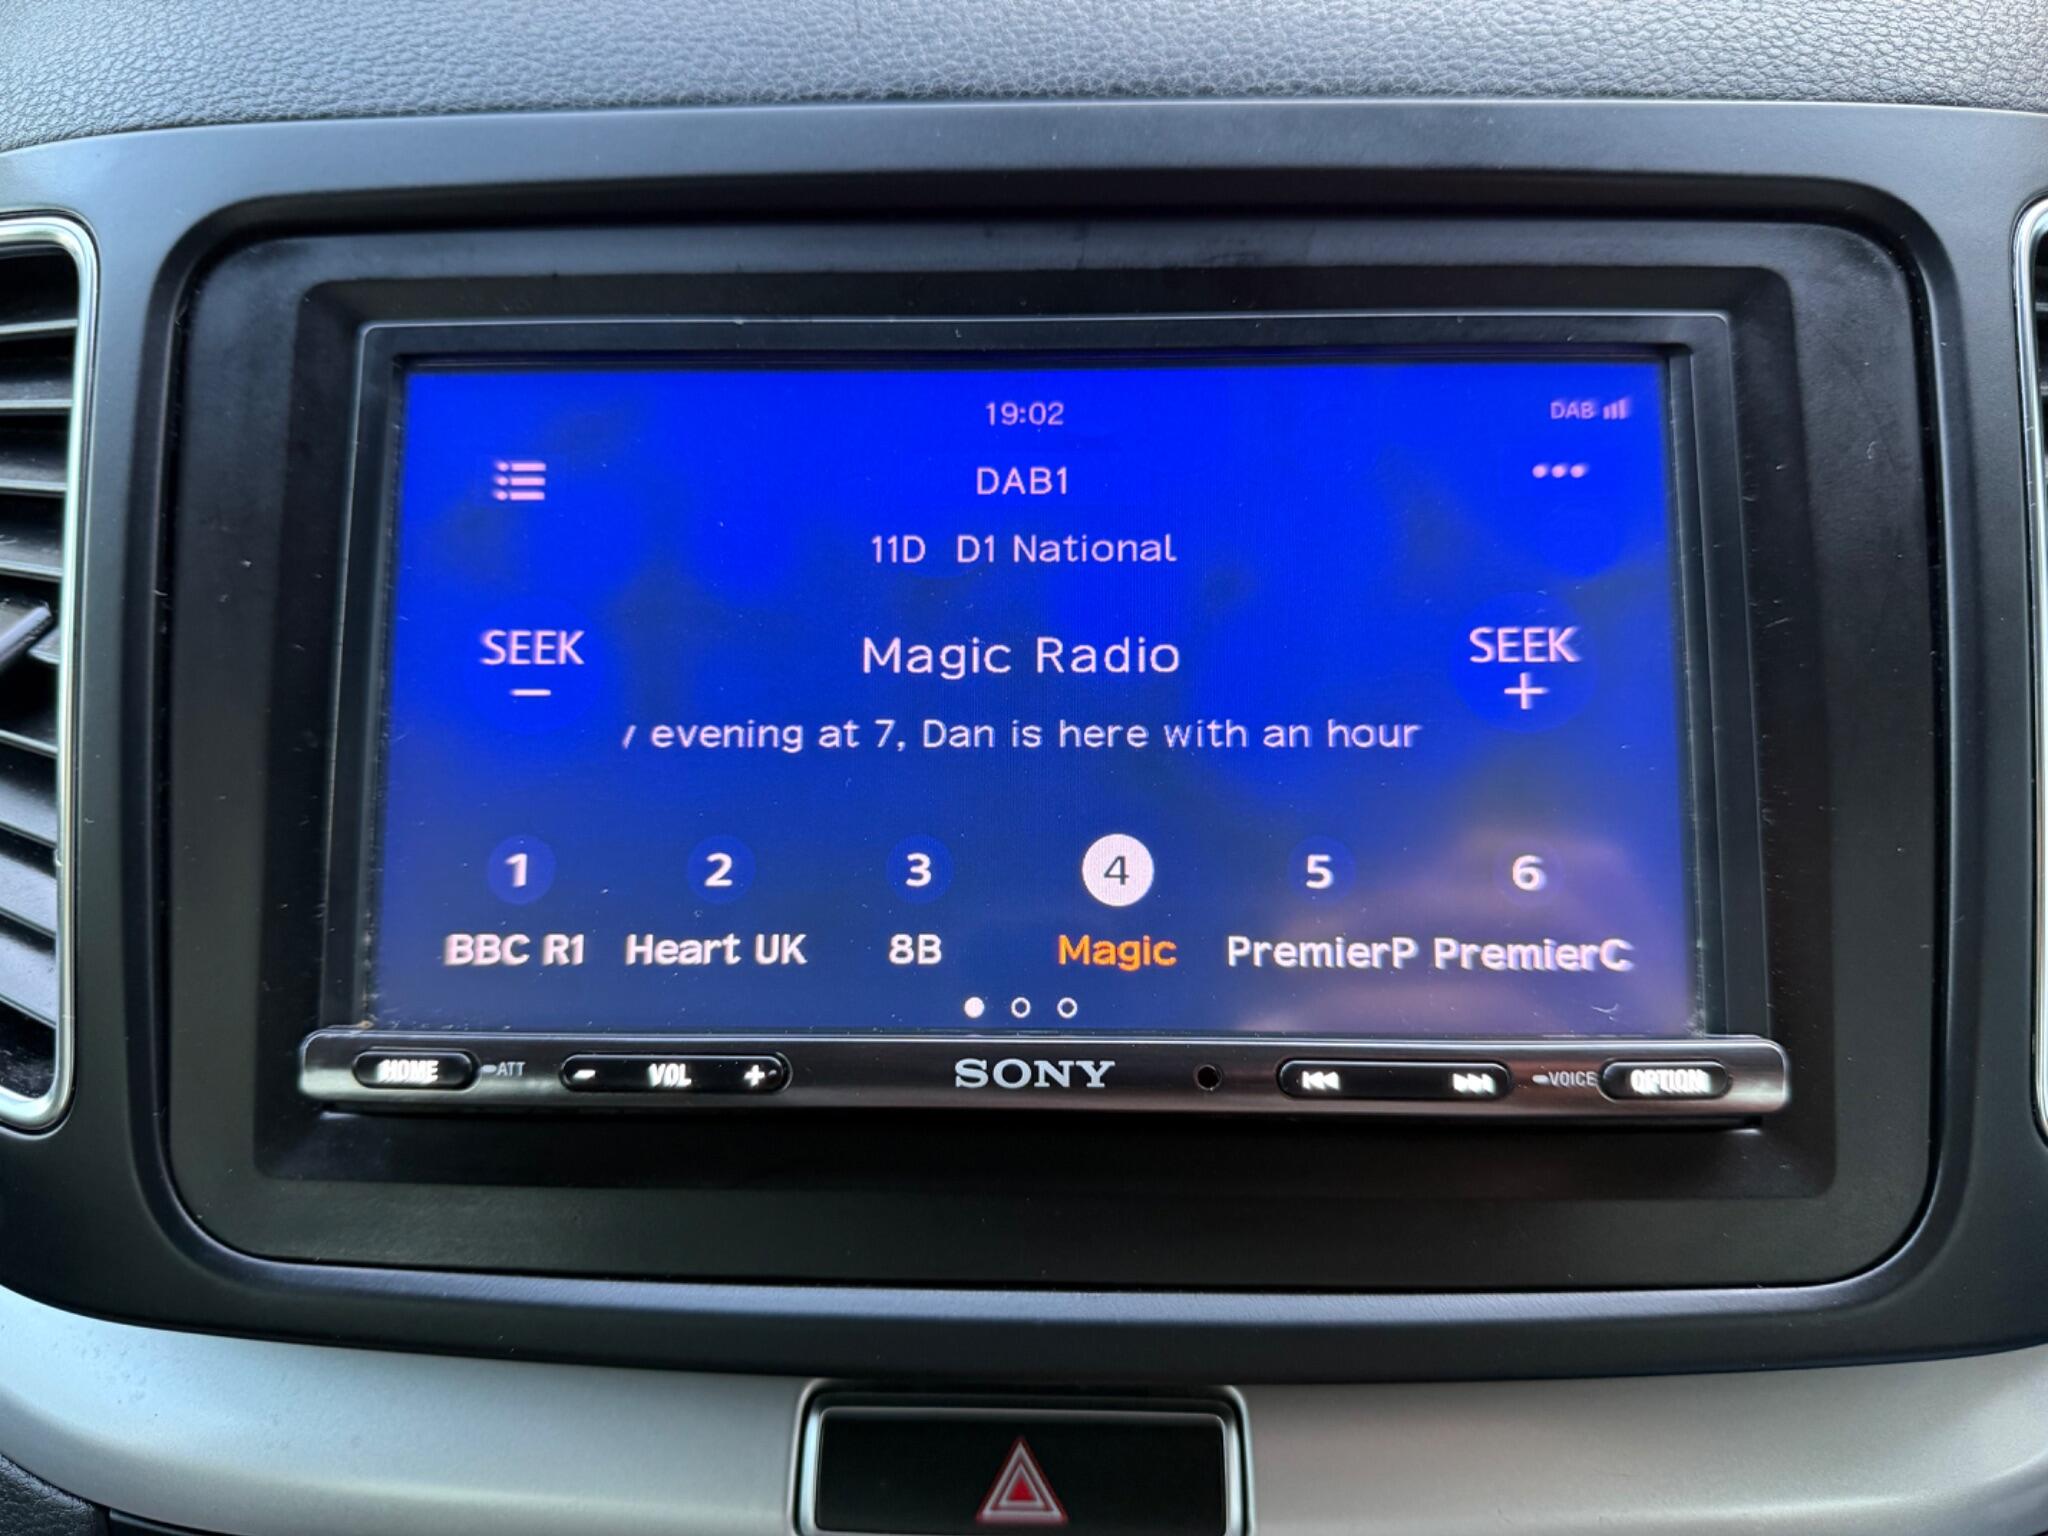 19:02
DAB
DAB1
11D D1 National
SEEK
−
Magic Radio
SEEK
+
evening at 7, Dan is here with an hour
1 2 3 4 5 6
BBC R1 Heart UK 8B Magic PremierP PremierC
HOME ATT - VOL + SONY VOICE OPTION